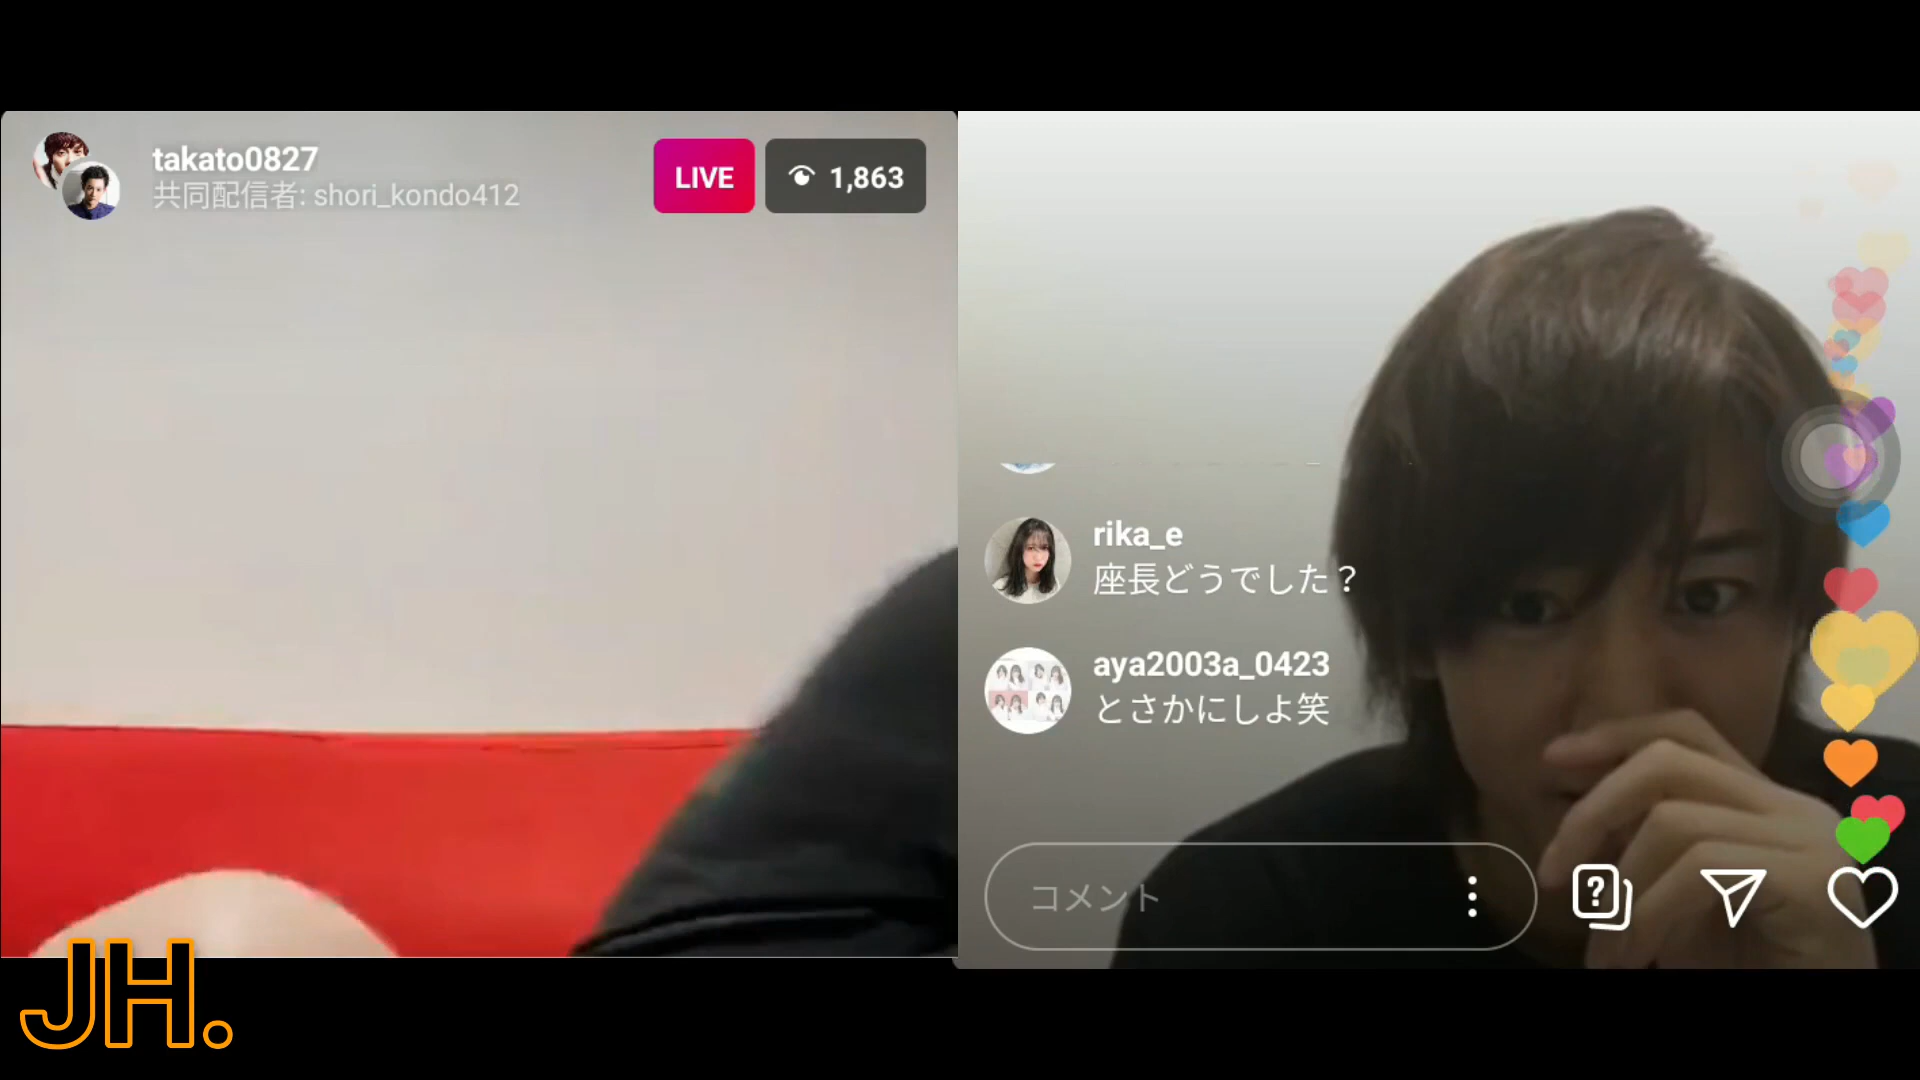 takato0827
共同配信者: shori_kondo412
LIVE
1,863
rika_e
座長どうでした？
aya2003a_0423
とさかにしよ笑
コメント
JH.